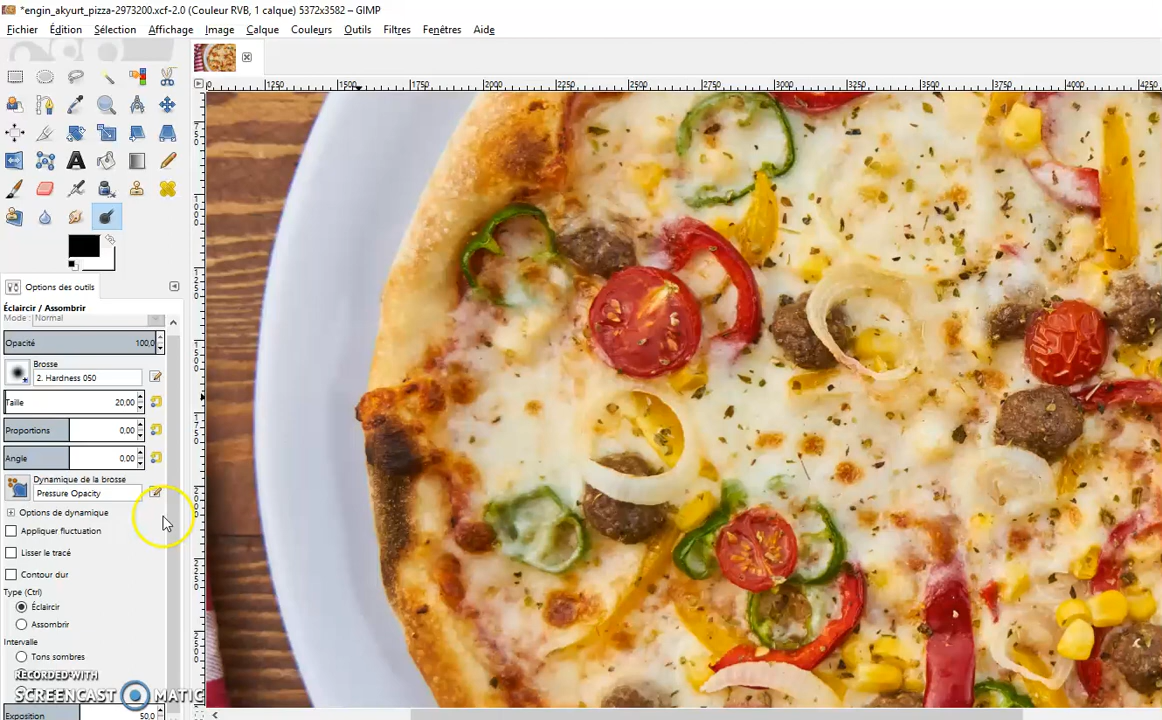 *engin_akyurt_pizza-2973200.xcf-2.0 (Couleur RVB, 1 calque) 5372x3582 – GIMP
Fichier Édition Sélection Affichage Image Calque Couleurs Outils Filtres Fenêtres Aide
0 1250 1500 1750 2000 2250 2500 2750 3000 3250 3500 3750 4000 4250
Options des outils
Éclaircir / Assombrir
Mode : Normal
Opacité 100,0
Brosse
2. Hardness 050
Taille 20,00
Proportions 0,00
Angle 0,00
Dynamique de la brosse
Pressure Opacity
Options de dynamique
Appliquer fluctuation
Lisser le tracé
Contour dur
Type (Ctrl)
Éclaircir
Assombrir
Intervalle
Tons sombres
RECORDED WITH
SCREENCAST MATIC
Exposition 50,0